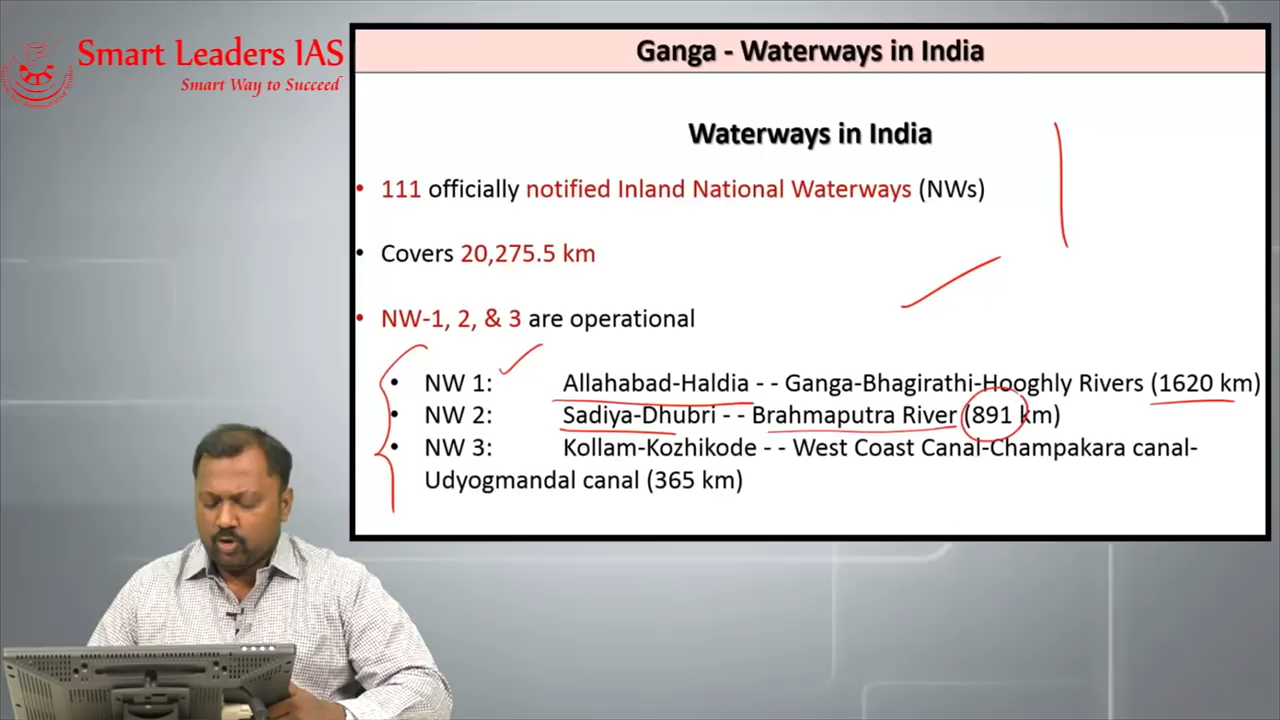 Smart Leaders IAS
Smart Way to Succeed
Ganga - Waterways in India
Waterways in India
• 111 officially notified Inland National Waterways (NWs)
• Covers 20,275.5 km
• NW-1, 2, & 3 are operational
• NW 1: Allahabad-Haldia - - Ganga-Bhagirathi-Hooghly Rivers (1620 km)
• NW 2: Sadiya-Dhubri - - Brahmaputra River (891 km)
• NW 3: Kollam-Kozhikode - - West Coast Canal-Champakara canal-
Udyogmandal canal (365 km)